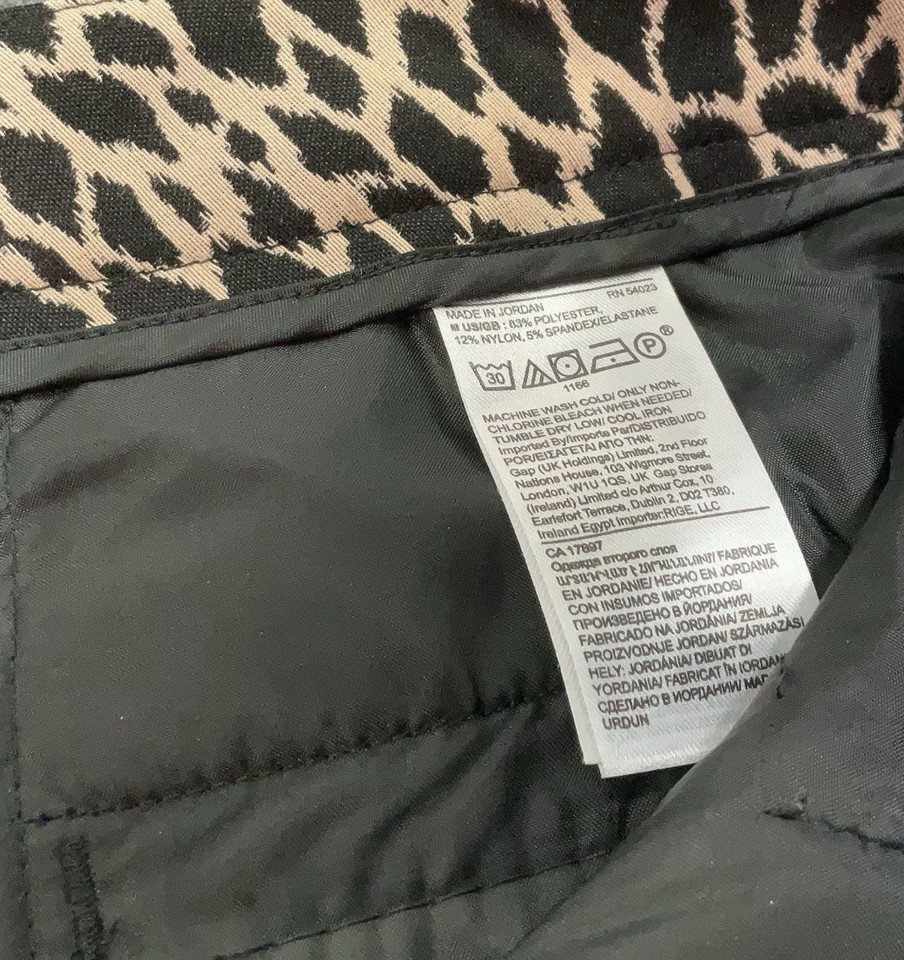 MADE IN JORDAN RN 54023
M US/GB : 83% POLYESTER,
12% NYLON, 5% SPANDEX/ELASTANE
30 P®
1166
MACHINE WASH COLD/ ONLY NON-
CHLORINE BLEACH WHEN NEEDED/
TUMBLE DRY LOW/ COOL IRON
Imported By/Importe Par/DISTRIBUIDO
POR/ΕΙΣΑΓΕΤΑΙ ΑΠΟ ΤΗΝ:
Gap (UK Holdings) Limited, 2nd Floor
Nations House, 103 Wigmore Street,
London, W1U 1QS, UK Gap Stores
(Ireland) Limited c/o Arthur Cox, 10
Earlsfort Terrace, Dublin 2, D02 T380,
Ireland Egypt Importer:RIGE, LLC
CA 17897
Одежда второго слоя
FABRIQUE
EN JORDANIE/ HECHO EN JORDANIA
CON INSUMOS IMPORTADOS/
ПРОИЗВЕДЕНО В ЙОРДАНИЯ/
FABRICADO NA JORDÂNIA/ ZEMLJA
PROIZVODNJE JORDAN/ SZÁRMAZÁSI
HELY: JORDÁNIA/ DIBUAT DI
YORDANIA/ FABRICAT ÎN IORDAN
СДЕЛАНО В ИОРДАНИИ/
URDUN